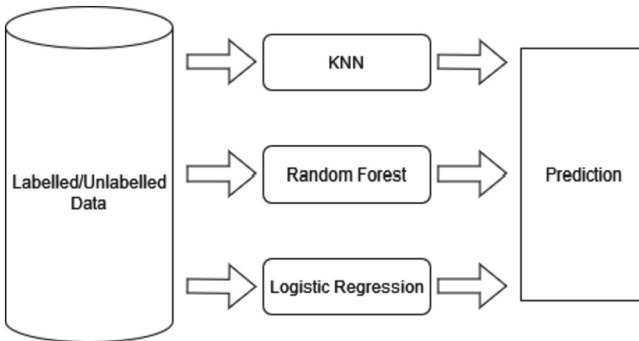 KNN
Labelled/Unlabelled
Data
Random Forest
Prediction
Logistic Regression